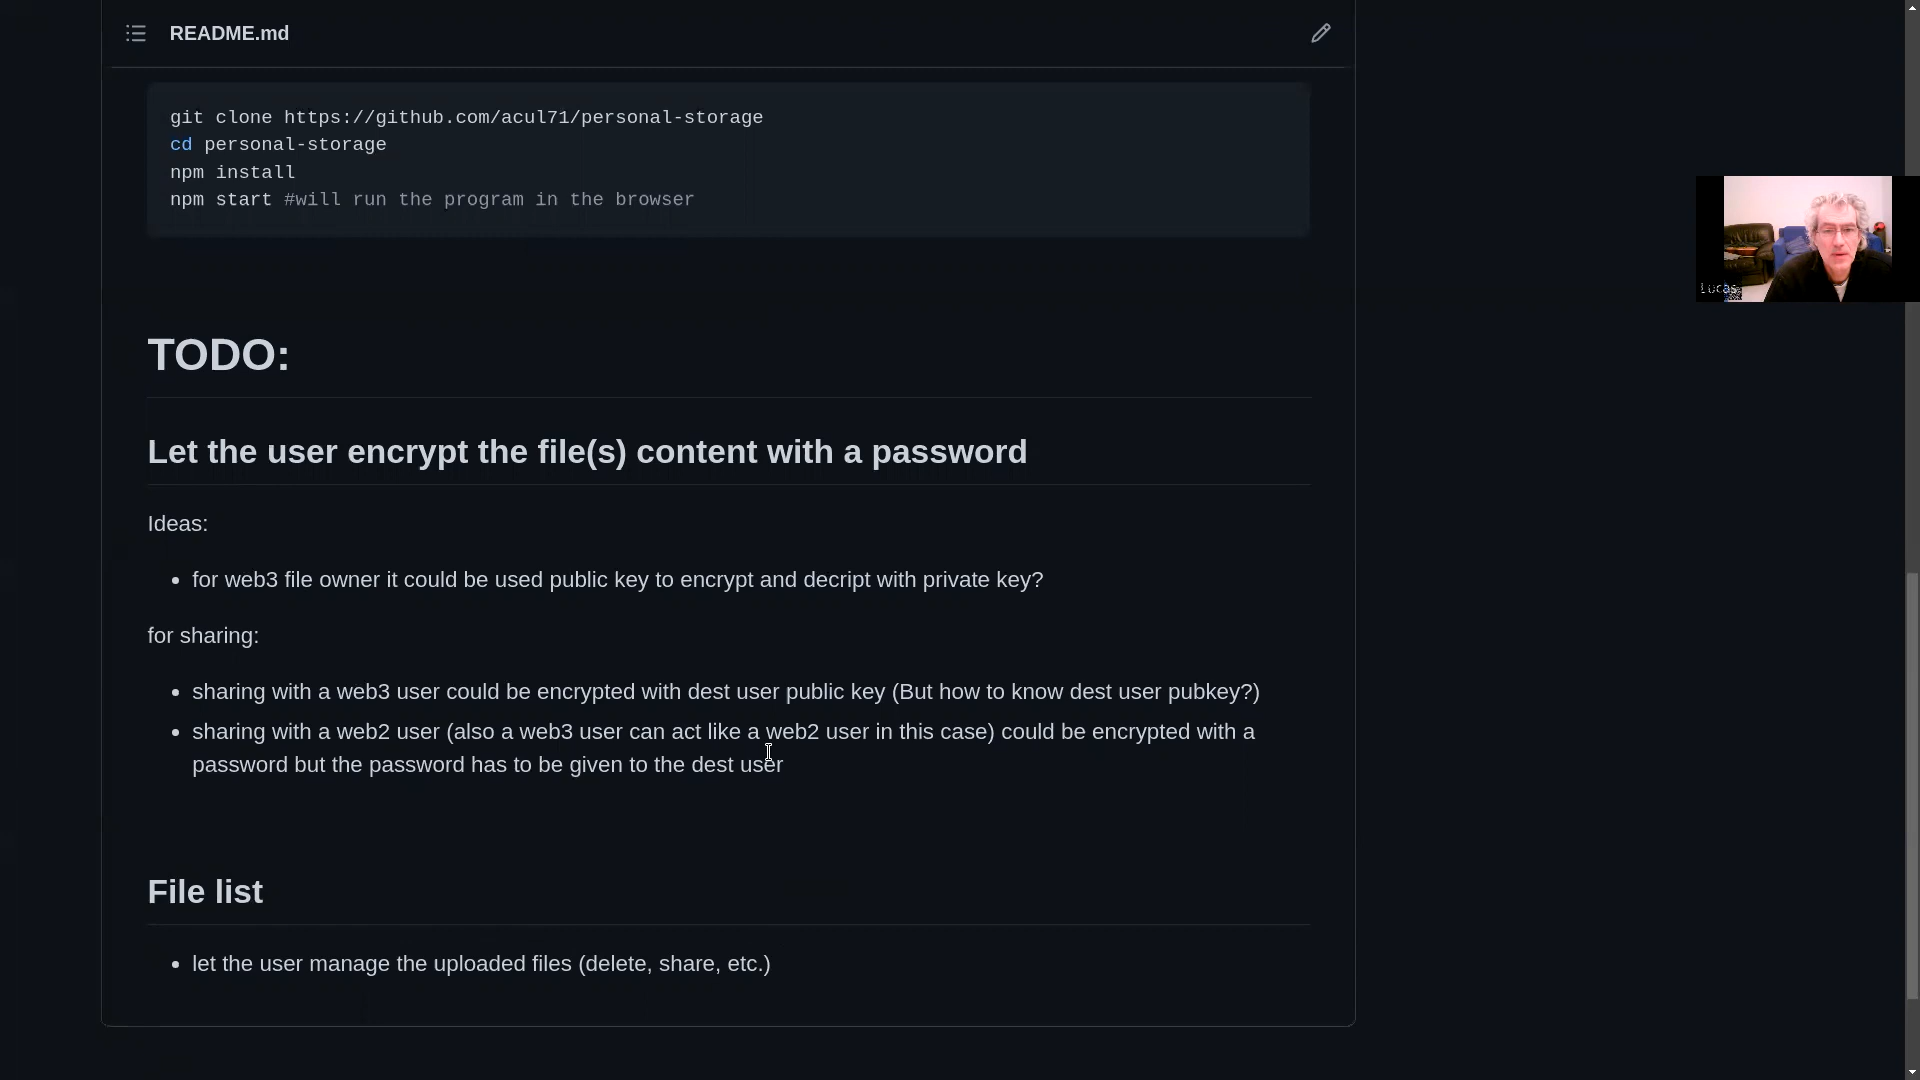 README.md
git clone https://github.com/acul71/personal-storage
cd personal-storage
npm install
npm start #will run the program in the browser
TODO:
Let the user encrypt the file(s) content with a password
Ideas:
for web3 file owner it could be used public key to encrypt and decript with private key?
for sharing:
sharing with a web3 user could be encrypted with dest user public key (But how to know dest user pubkey?)
sharing with a web2 user (also a web3 user can act like a web2 user in this case) could be encrypted with a
password but the password has to be given to the dest user
File list
let the user manage the uploaded files (delete, share, etc.)
Lucas